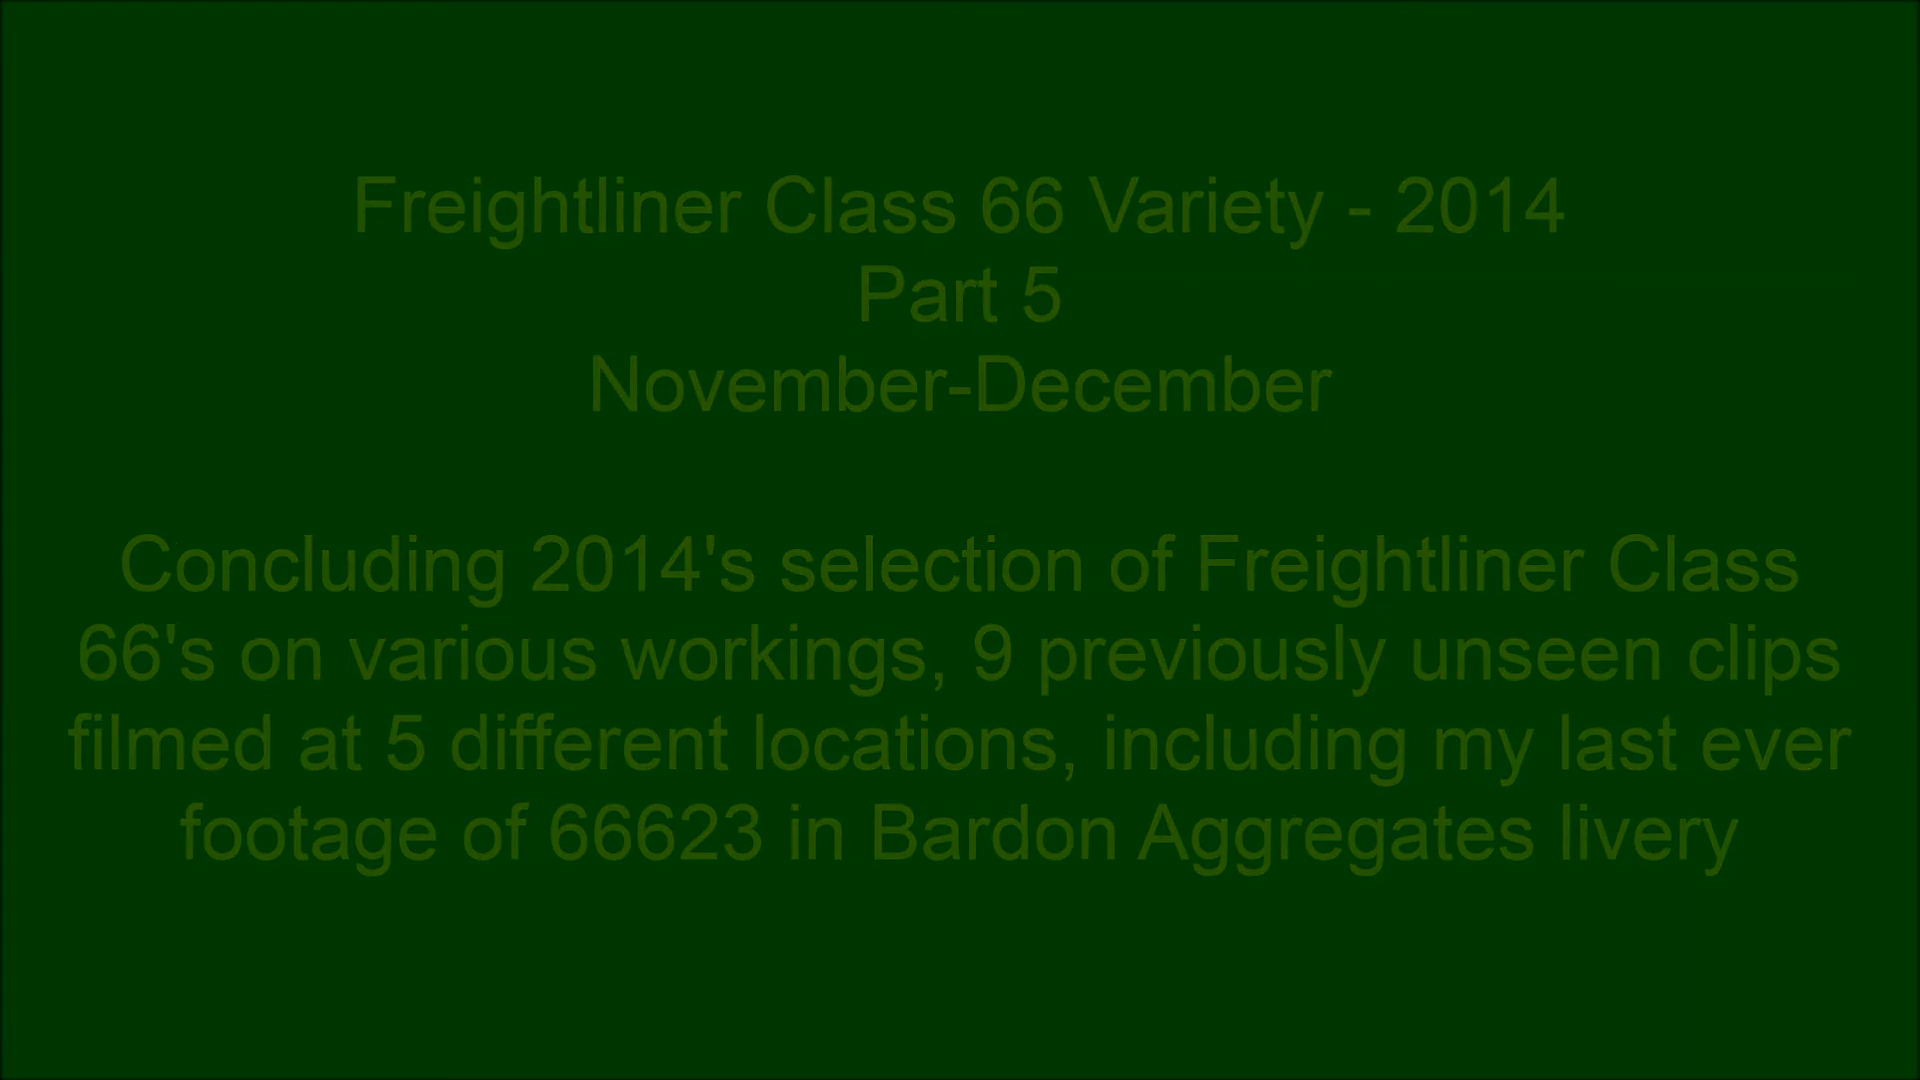 Freightliner Class 66 Variety - 2014
Part 5
November-December
Concluding 2014's selection of Freightliner Class
66's on various workings, 9 previously unseen clips
filmed at 5 different locations, including my last ever
footage of 66623 in Bardon Aggregates livery